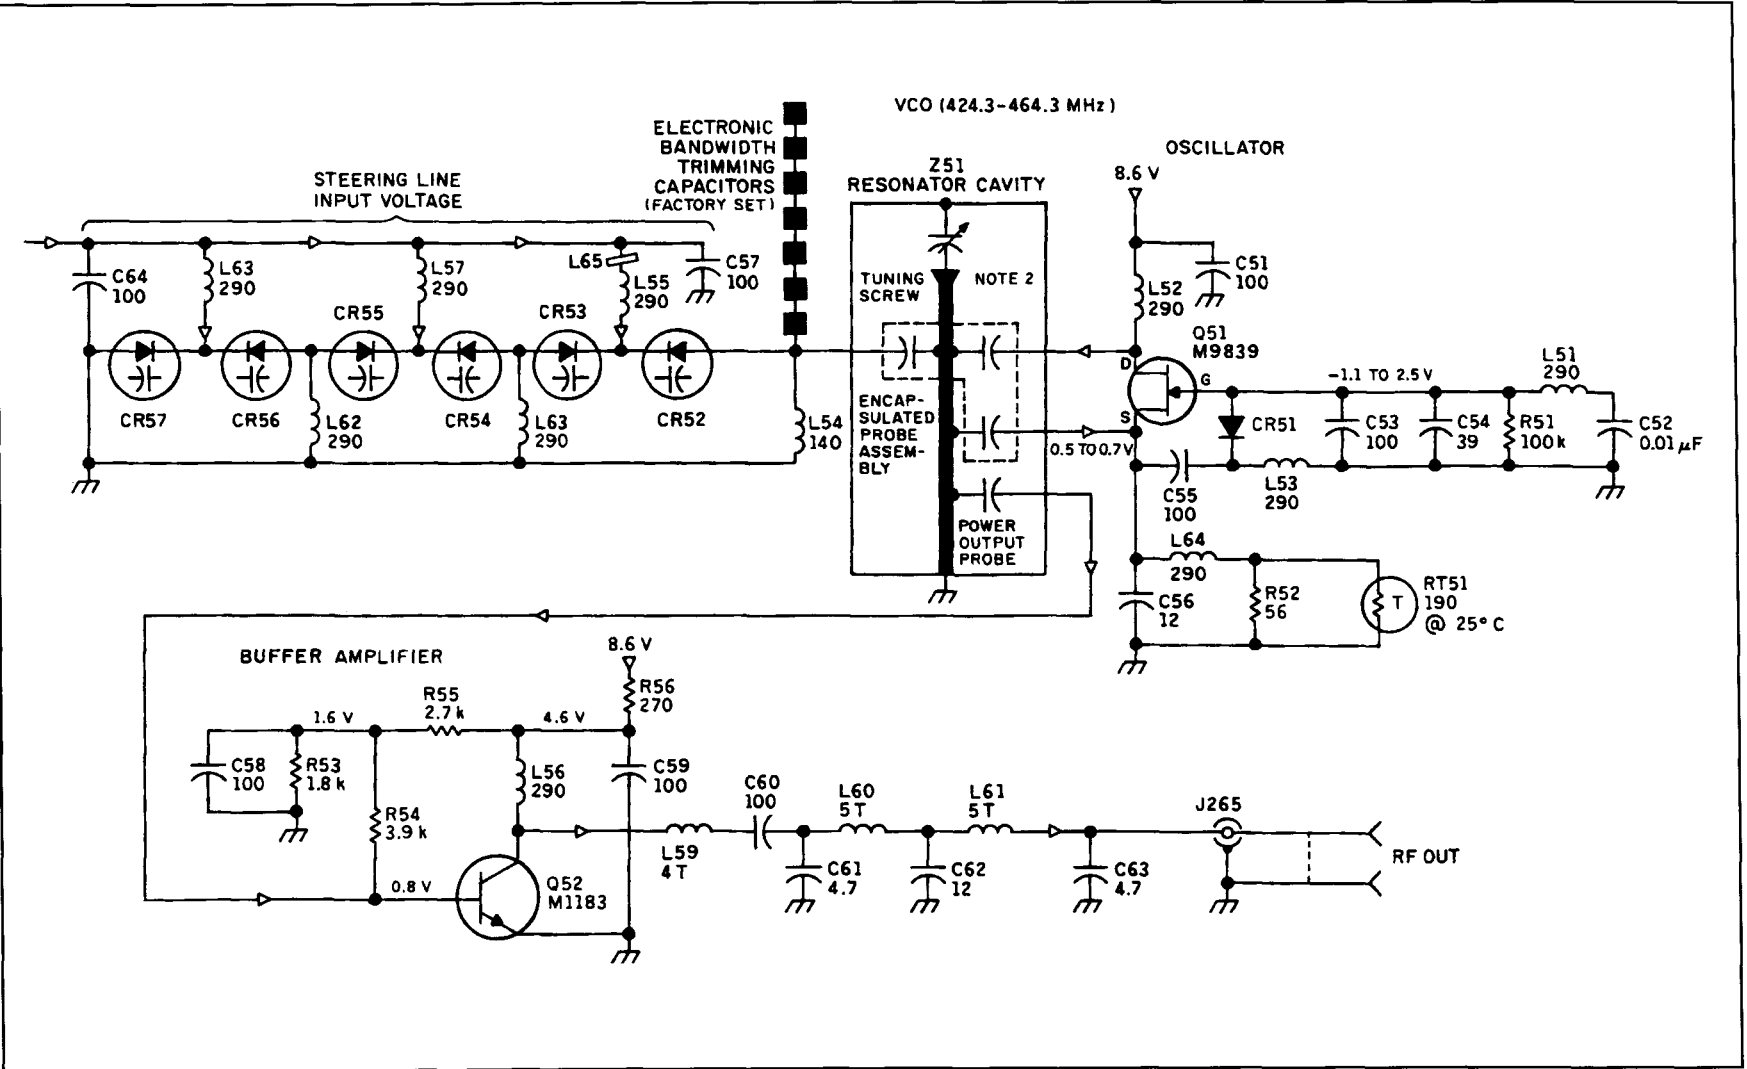 VCO (424.3-464.3 MHz)
ELECTRONIC
BANDWIDTH
TRIMMING
CAPACITORS
(FACTORY SET)
STEERING LINE
INPUT VOLTAGE
Z51
RESONATOR CAVITY
OSCILLATOR
8.6 V
C64
100
L63
290
L57
290
L65
L55
290
C57
100
TUNING
SCREW
NOTE 2
L52
290
C51
100
CR55
CR53
Q51
M9839
D
G
S
-1.1 TO 2.5 V
L51
290
CR57
CR56
CR54
CR52
L62
290
L63
290
L54
140
ENCAP-
SULATED
PROBE
ASSEM-
BLY
0.5 TO 0.7 V
CR51
C53
100
C54
39
R51
100 k
C52
0.01 µF
C55
100
L53
290
POWER
OUTPUT
PROBE
L64
290
C56
12
R52
56
T
RT51
190
@ 25° C
BUFFER AMPLIFIER
8.6 V
R56
270
R55
2.7 k
1.6 V
4.6 V
C58
100
R53
1.8 k
R54
3.9 k
L56
290
C59
100
C60
100
L60
5 T
L61
5 T
J265
L59
4 T
C61
4.7
C62
12
C63
4.7
RF OUT
0.8 V
Q52
M1183